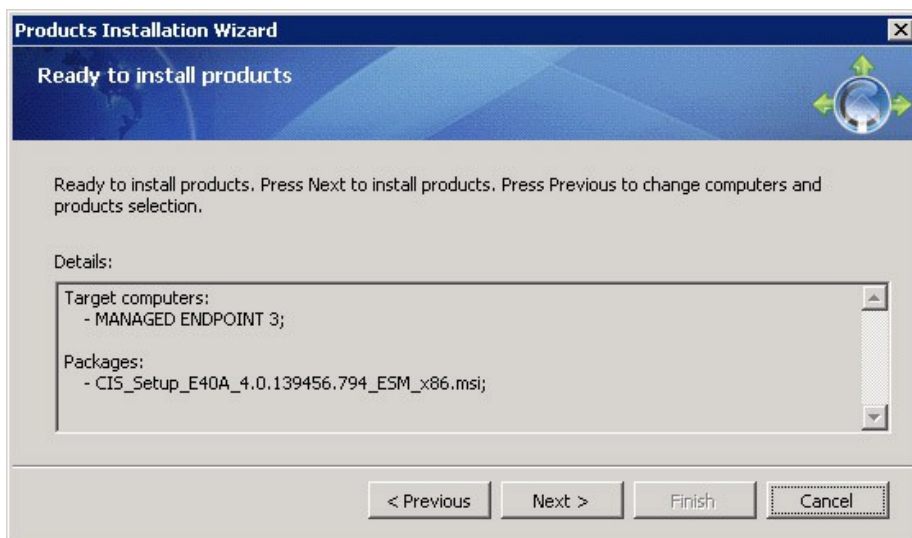 Products Installation Wizard
Ready to install products
Ready to install products. Press Next to install products. Press Previous to change computers and
products selection.
Details:
Target computers:
- MANAGED ENDPOINT 3;
Packages:
- CIS_Setup_E40A_4.0.139456.794_ESM_x86.msi;
< Previous
Next >
Finish
Cancel